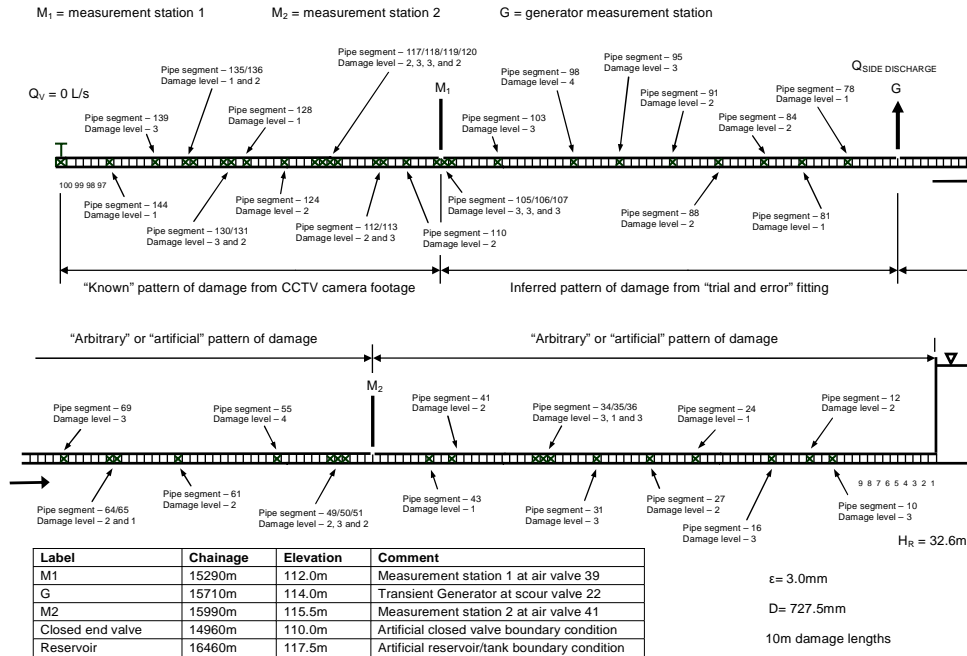 M1 = measurement station 1 M2 = measurement station 2 G = generator measurement station
Pipe segment – 117/118/119/120
Damage level – 2, 3, 3, and 2
Pipe segment – 135/136
Damage level – 1 and 2
Pipe segment – 95
Damage level – 3
Pipe segment – 98
Damage level – 4
QSIDE DISCHARGE
G
QV = 0 L/s
M1
Pipe segment – 91
Damage level – 2
Pipe segment – 78
Damage level – 1
Pipe segment – 139
Damage level – 3
Pipe segment – 128
Damage level – 1
Pipe segment – 103
Damage level – 3
Pipe segment – 84
Damage level – 2
100 99 98 97
Pipe segment – 144
Damage level – 1
Pipe segment – 124
Damage level – 2
Pipe segment – 105/106/107
Damage level – 3, 3, and 3
Pipe segment – 88
Damage level – 2
Pipe segment – 81
Damage level – 1
Pipe segment – 130/131
Damage level – 3 and 2
Pipe segment – 112/113
Damage level – 2 and 3
Pipe segment – 110
Damage level – 2
“Known” pattern of damage from CCTV camera footage
Inferred pattern of damage from “trial and error” fitting
“Arbitrary” or “artificial” pattern of damage
“Arbitrary” or “artificial” pattern of damage
M2
Pipe segment – 69
Damage level – 3
Pipe segment – 55
Damage level – 4
Pipe segment – 41
Damage level – 2
Pipe segment – 34/35/36
Damage level – 3, 1 and 3
Pipe segment – 24
Damage level – 1
Pipe segment – 12
Damage level – 2
9 8 7 6 5 4 3 2 1
Pipe segment – 64/65
Damage level – 2 and 1
Pipe segment – 61
Damage level – 2
Pipe segment – 49/50/51
Damage level – 2, 3 and 2
Pipe segment – 43
Damage level – 1
Pipe segment – 31
Damage level – 3
Pipe segment – 27
Damage level – 2
Pipe segment – 16
Damage level – 3
Pipe segment – 10
Damage level – 3
HR = 32.6m
Label Chainage Elevation Comment
M1 15290m 112.0m Measurement station 1 at air valve 39
G 15710m 114.0m Transient Generator at scour valve 22
M2 15990m 115.5m Measurement station 2 at air valve 41
Closed end valve 14960m 110.0m Artificial closed valve boundary condition
Reservoir 16460m 117.5m Artificial reservoir/tank boundary condition
ε= 3.0mm
D= 727.5mm
10m damage lengths